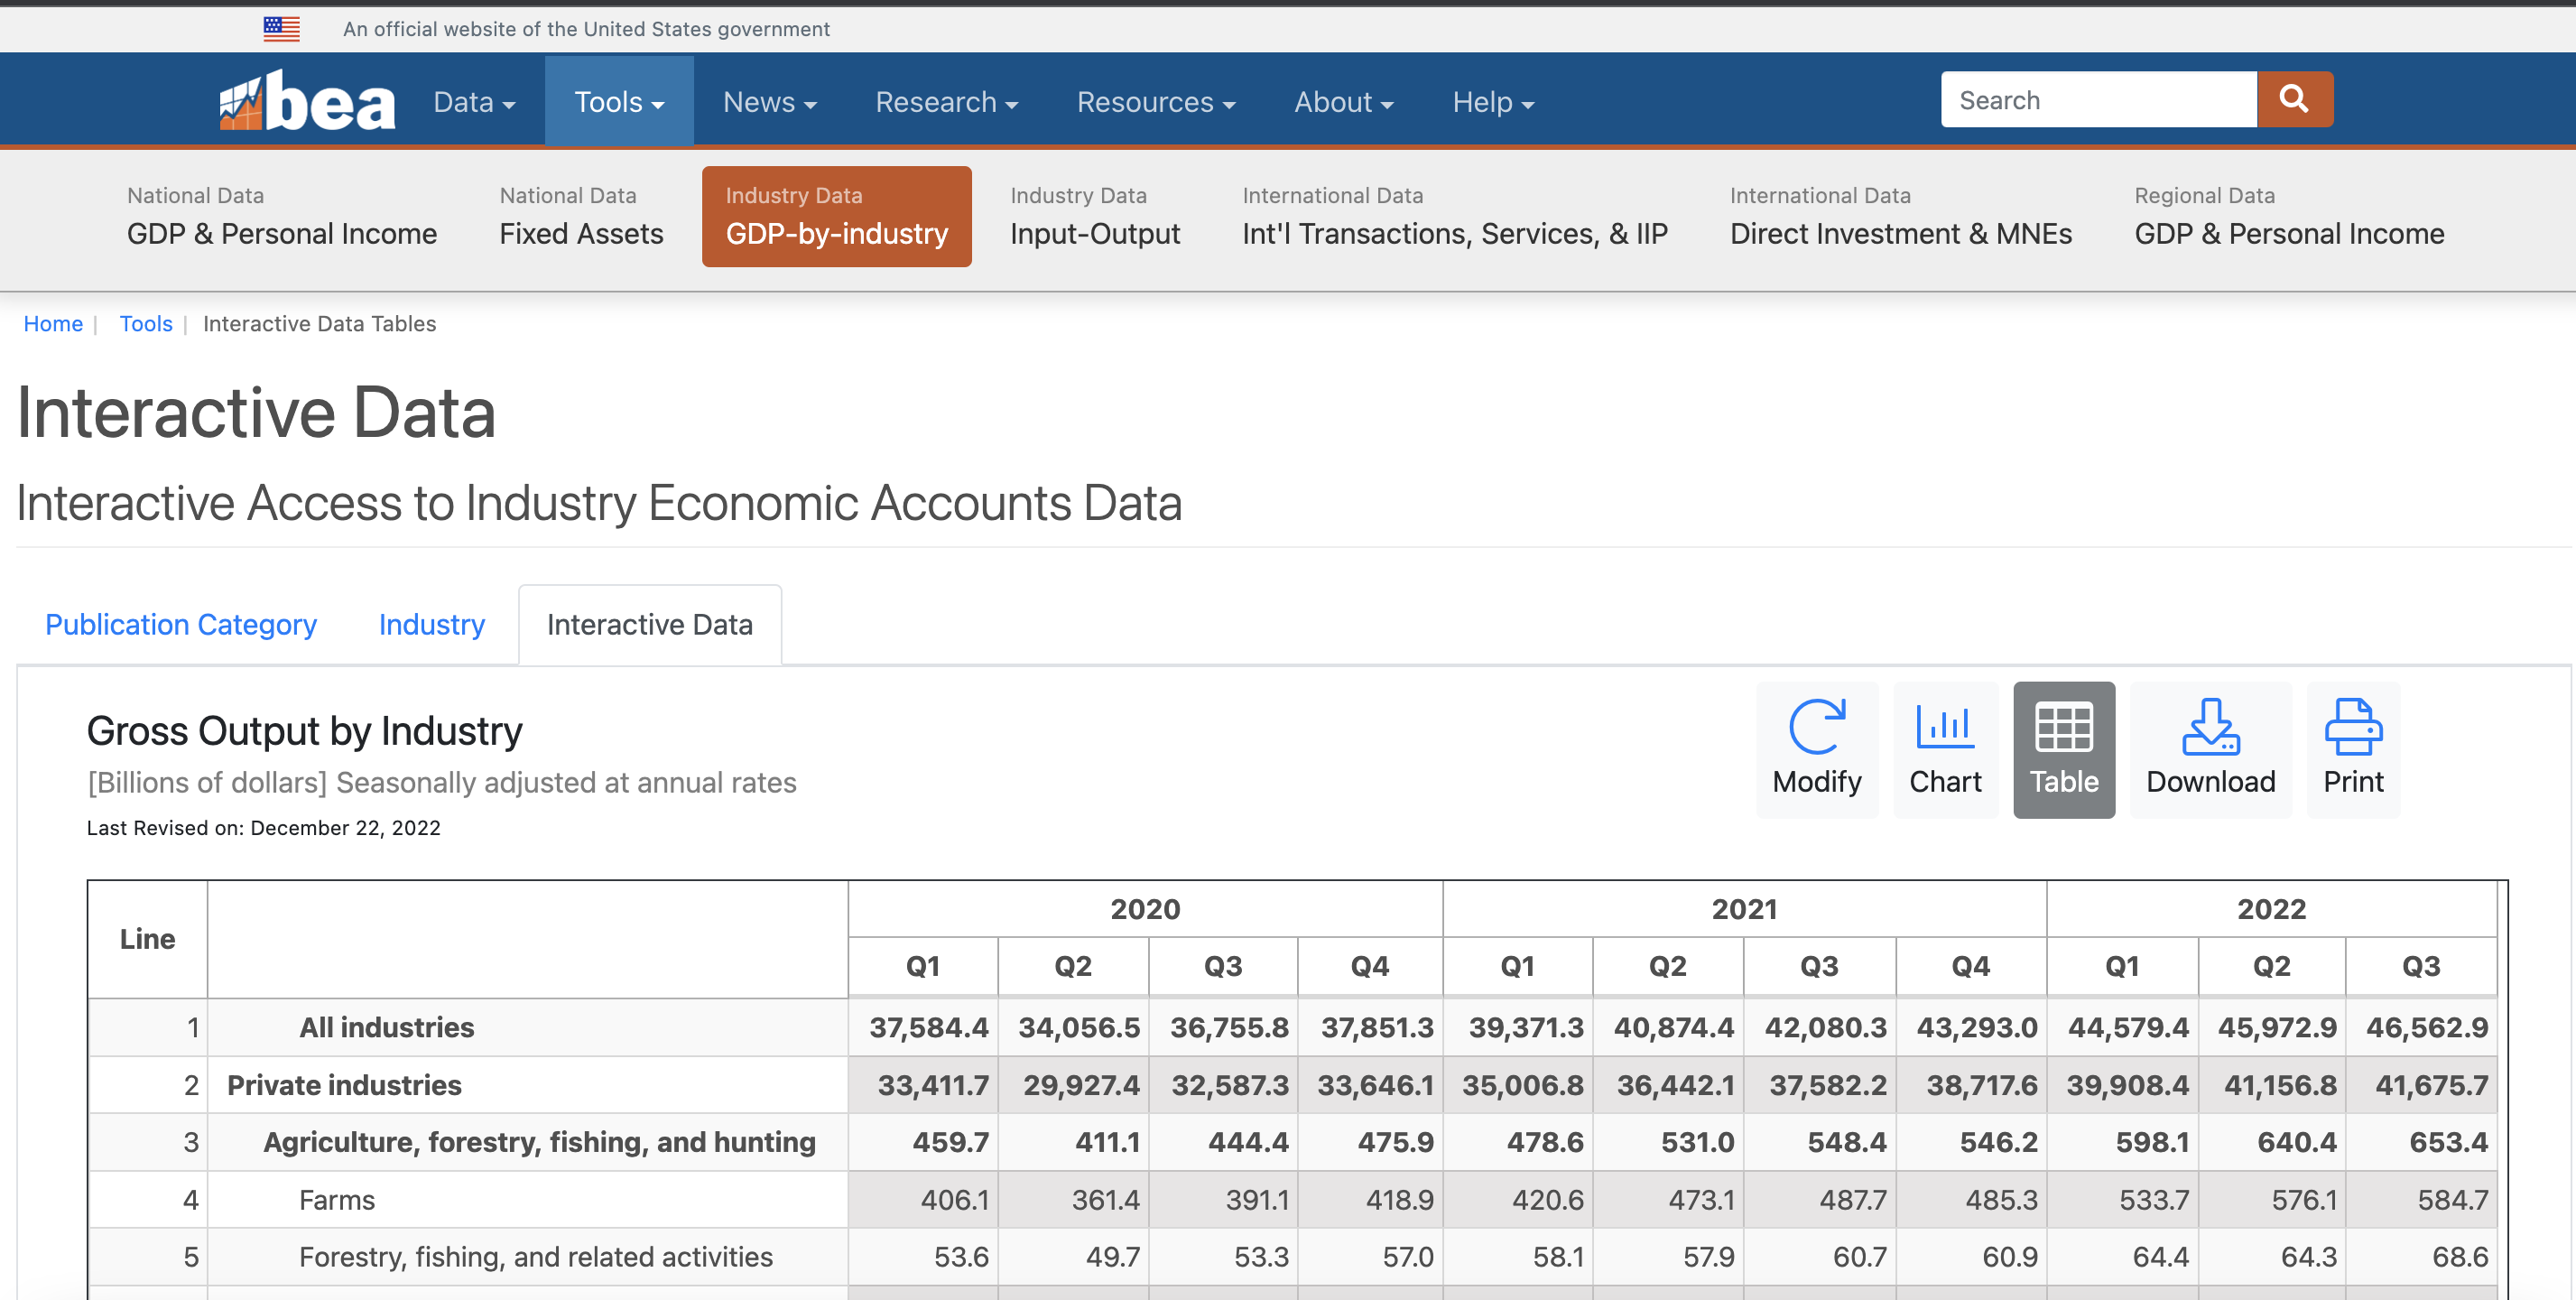 An official website of the United States government
bea Data Tools News Research Resources About Help Search
National Data National Data Industry Data Industry Data International Data International Data Regional Data
GDP & Personal Income Fixed Assets GDP-by-industry Input-Output Int'l Transactions, Services, & IIP Direct Investment & MNEs GDP & Personal Income
Home | Tools | Interactive Data Tables
Interactive Data
Interactive Access to Industry Economic Accounts Data
Publication Category Industry Interactive Data
Gross Output by Industry
[Billions of dollars] Seasonally adjusted at annual rates
Last Revised on: December 22, 2022
Modify Chart Table Download Print
Line 2020 2021 2022
Q1 Q2 Q3 Q4 Q1 Q2 Q3 Q4 Q1 Q2 Q3
1 All industries 37,584.4 34,056.5 36,755.8 37,851.3 39,371.3 40,874.4 42,080.3 43,293.0 44,579.4 45,972.9 46,562.9
2 Private industries 33,411.7 29,927.4 32,587.3 33,646.1 35,006.8 36,442.1 37,582.2 38,717.6 39,908.4 41,156.8 41,675.7
3 Agriculture, forestry, fishing, and hunting 459.7 411.1 444.4 475.9 478.6 531.0 548.4 546.2 598.1 640.4 653.4
4 Farms 406.1 361.4 391.1 418.9 420.6 473.1 487.7 485.3 533.7 576.1 584.7
5 Forestry, fishing, and related activities 53.6 49.7 53.3 57.0 58.1 57.9 60.7 60.9 64.4 64.3 68.6